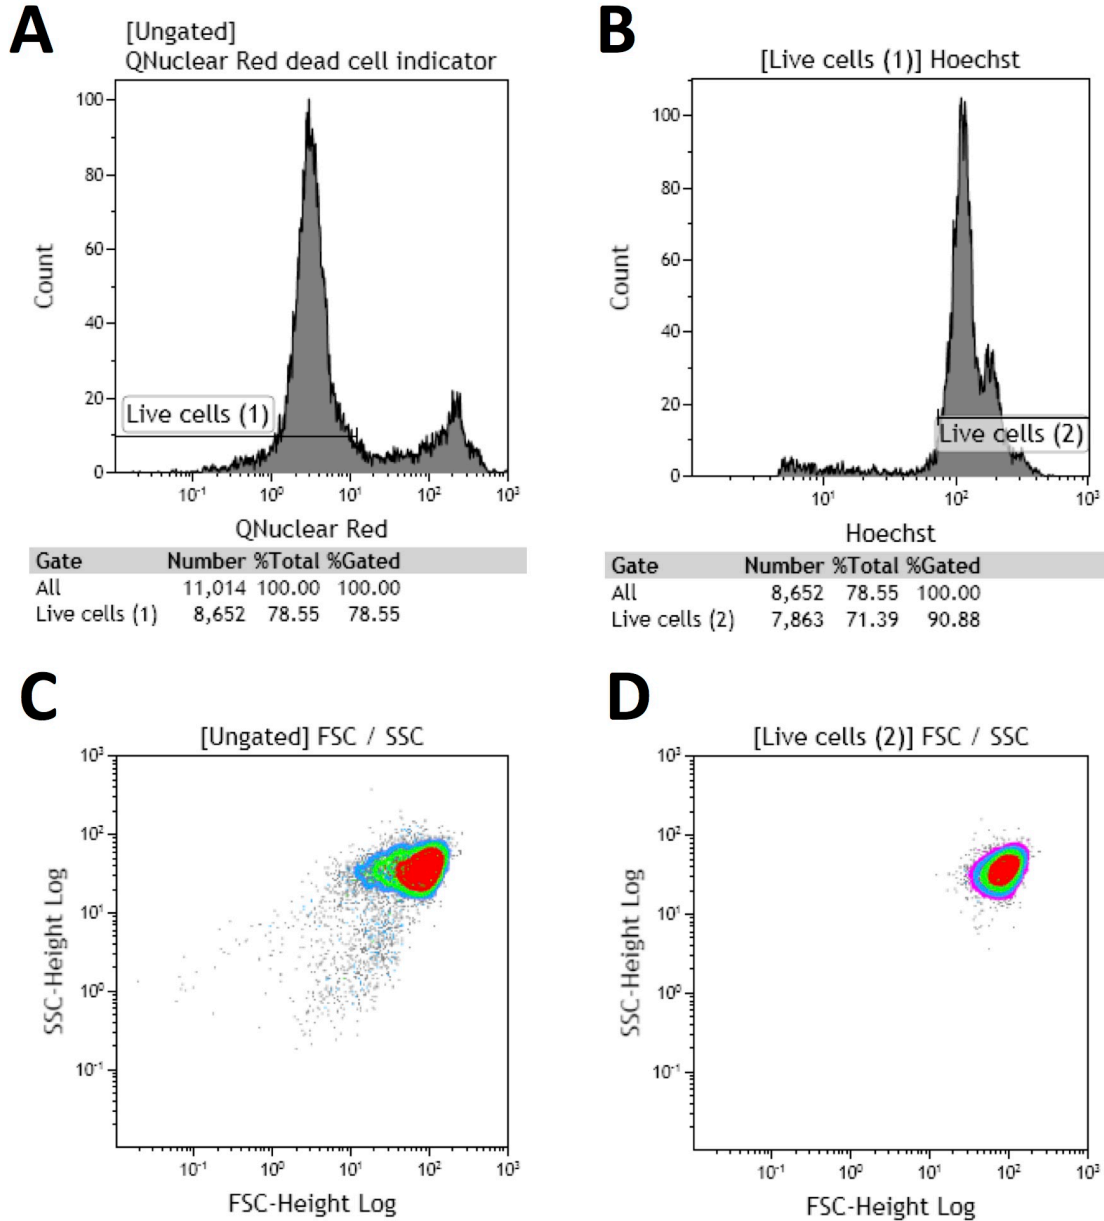 A
[Ungated]
QNuclear Red dead cell indicator
100
80
60
40
20
0
Count
Live cells (1)
10⁻¹ 10⁰ 10¹ 10² 10³
QNuclear Red
Gate Number %Total %Gated
All 11,014 100.00 100.00
Live cells (1) 8,652 78.55 78.55
B
[Live cells (1)] Hoechst
100
80
60
40
20
0
Count
Live cells (2)
10¹ 10² 10³
Hoechst
Gate Number %Total %Gated
All 8,652 78.55 100.00
Live cells (2) 7,863 71.39 90.88
C
[Ungated] FSC / SSC
10³
10²
10¹
10⁰
10⁻¹
SSC-Height Log
10⁻¹ 10⁰ 10¹ 10² 10³
FSC-Height Log
D
[Live cells (2)] FSC / SSC
10³
10²
10¹
10⁰
10⁻¹
SSC-Height Log
10⁻¹ 10⁰ 10¹ 10² 10³
FSC-Height Log